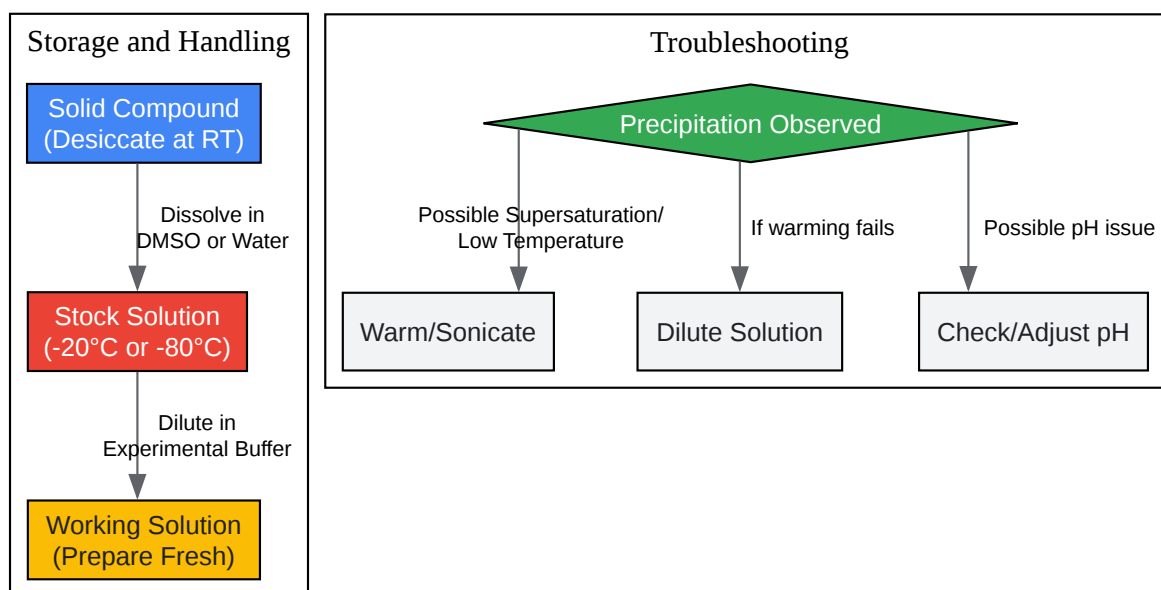 Storage and Handling
Solid Compound
(Desiccate at RT)
Dissolve in
DMSO or Water
Stock Solution
(-20°C or -80°C)
Dilute in
Experimental Buffer
Working Solution
(Prepare Fresh)
Troubleshooting
Precipitation Observed
Possible Supersaturation/
Low Temperature
If warming fails
Possible pH issue
Warm/Sonicate
Dilute Solution
Check/Adjust pH